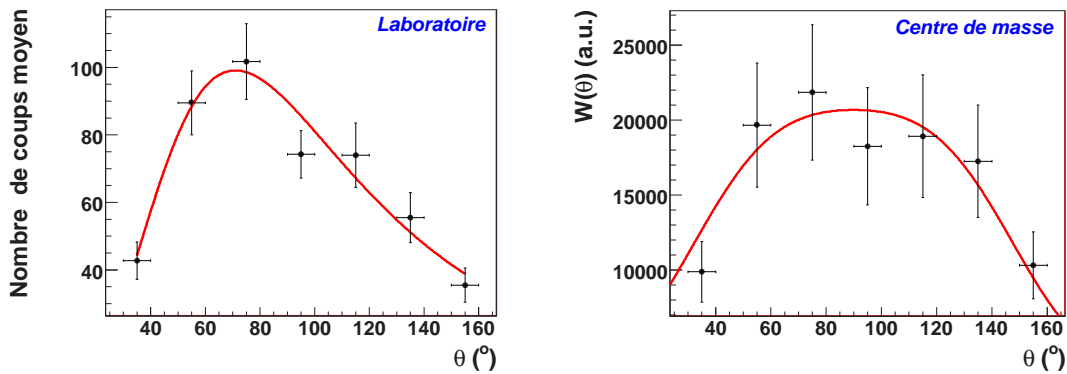 Laboratoire
Nombre de coups moyen
100
80
60
40
40 60 80 100 120 140 160
θ (º)
Centre de masse
W(θ) (a.u.)
25000
20000
15000
10000
40 60 80 100 120 140 160
θ (º)